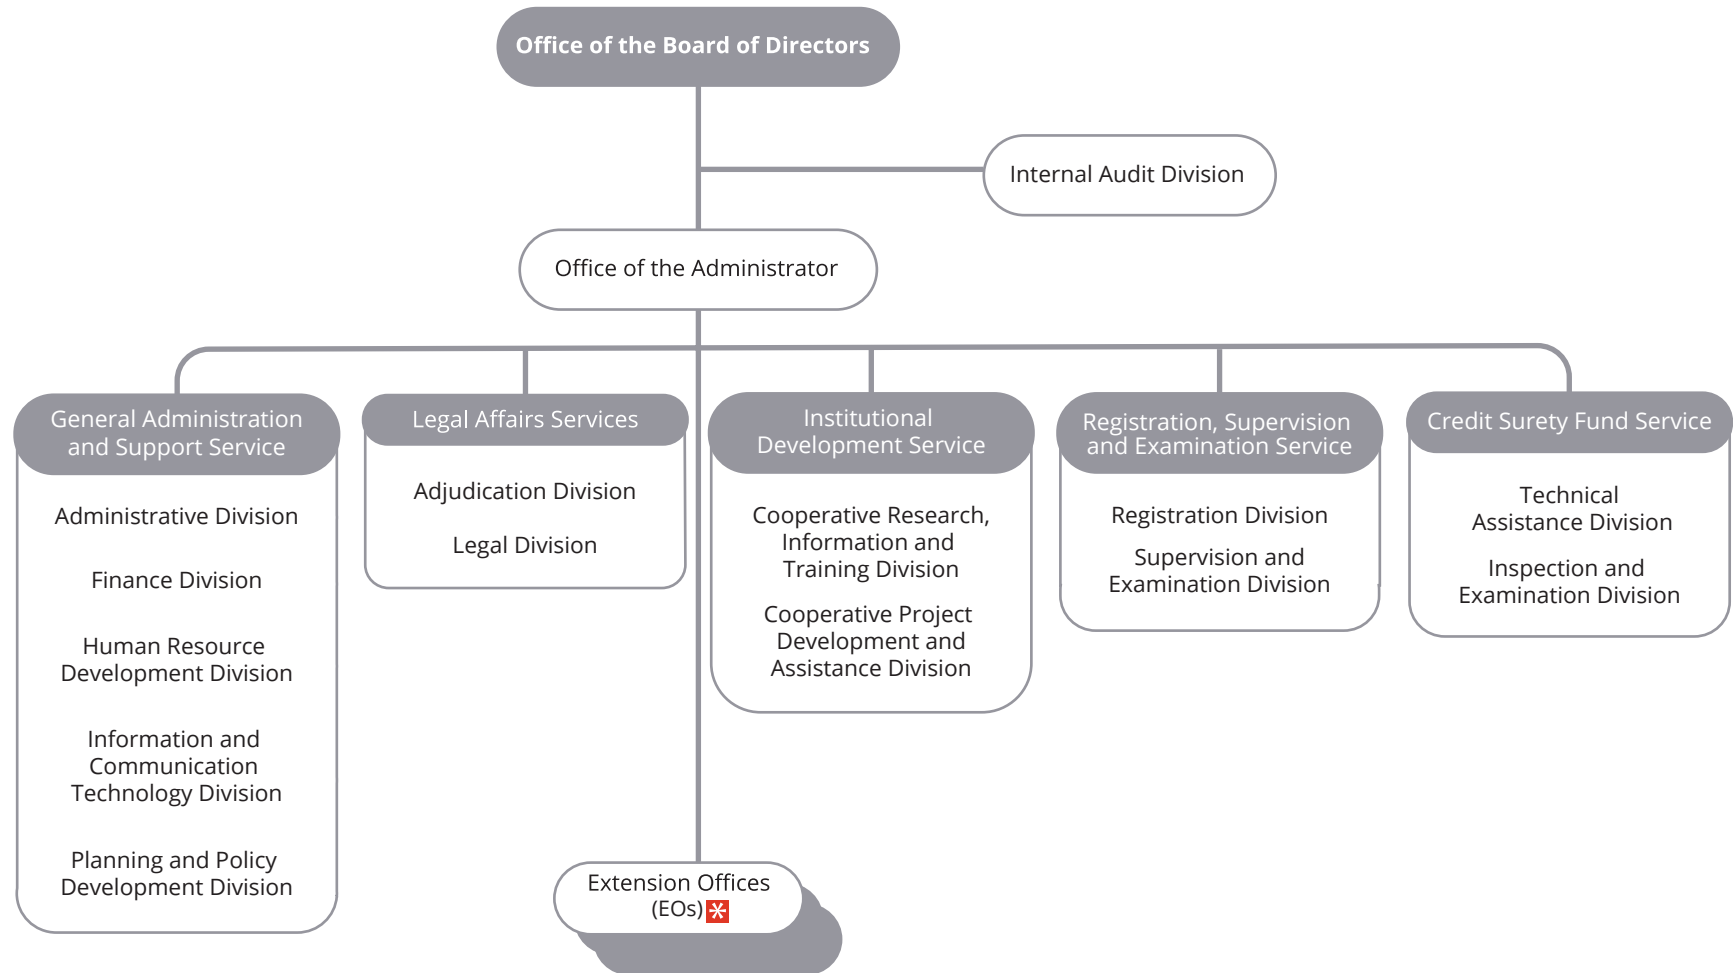 Office of the Board of Directors
Internal Audit Division
Office of the Administrator
General Administration
and Support Service
Administrative Division
Finance Division
Human Resource
Development Division
Information and
Communication
Technology Division
Planning and Policy
Development Division
Legal Affairs Services
Adjudication Division
Legal Division
Institutional
Development Service
Cooperative Research,
Information and
Training Division
Cooperative Project
Development and
Assistance Division
Registration, Supervision
and Examination Service
Registration Division
Supervision and
Examination Division
Credit Surety Fund Service
Technical
Assistance Division
Inspection and
Examination Division
Extension Offices
(EOs) *